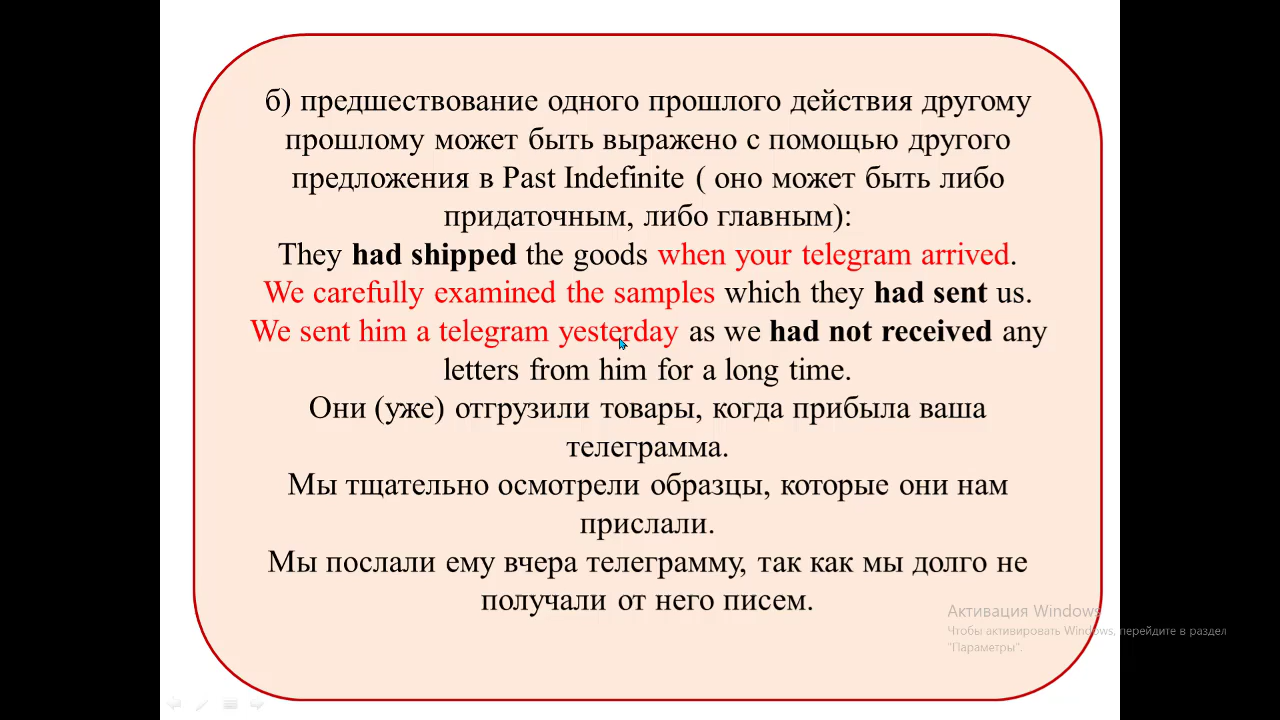 б) предшествование одного прошлого действия другому
прошлому может быть выражено с помощью другого
предложения в Past Indefinite ( оно может быть либо
придаточным, либо главным):
They had shipped the goods when your telegram arrived.
We carefully examined the samples which they had sent us.
We sent him a telegram yesterday as we had not received any
letters from him for a long time.
Они (уже) отгрузили товары, когда прибыла ваша
телеграмма.
Мы тщательно осмотрели образцы, которые они нам
прислали.
Мы послали ему вчера телеграмму, так как мы долго не
получали от него писем.
Активация Windows
Чтобы активировать Windows, перейдите в раздел
"Параметры".